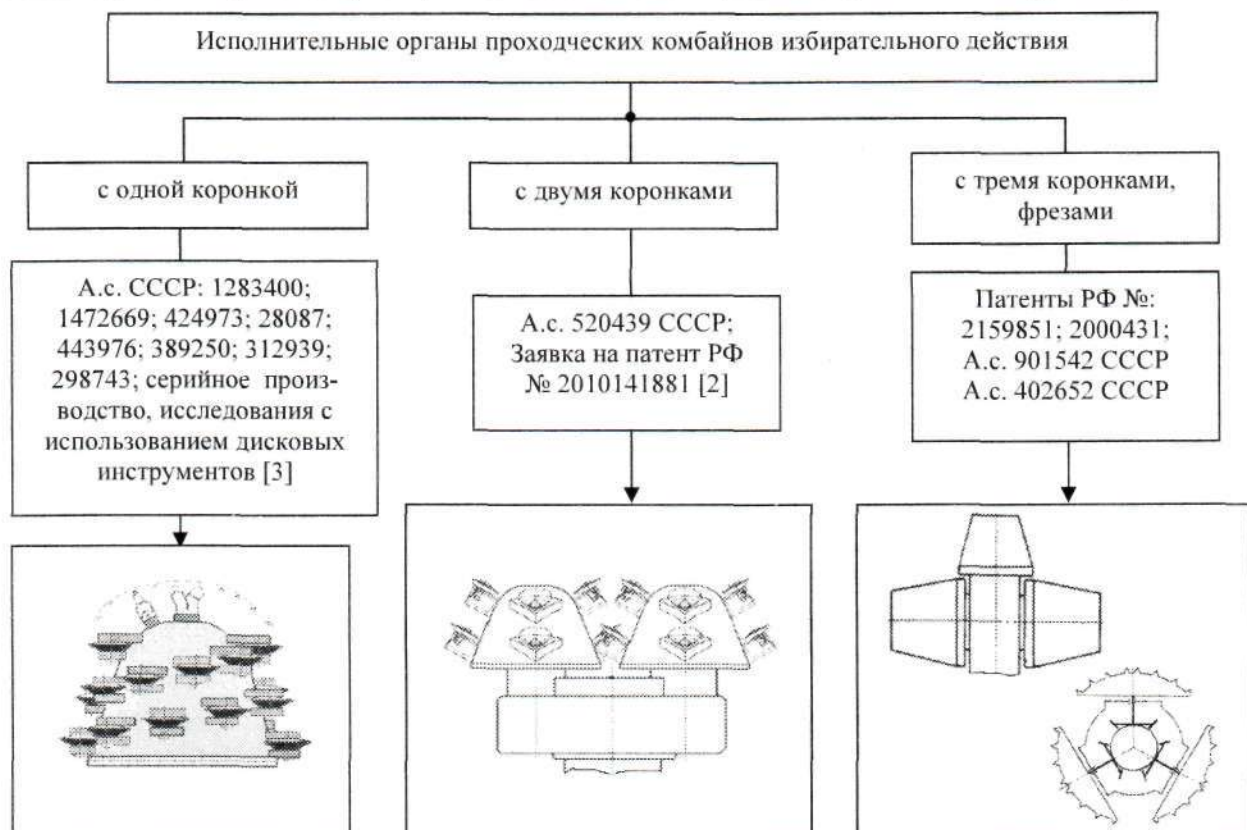 Исполнительные органы проходческих комбайнов избирательного действия
с одной коронкой
с двумя коронками
с тремя коронками,
фрезами
А.с. СССР: 1283400;
1472669; 424973; 28087;
443976; 389250; 312939;
298743; серийное произ-
водство, исследования с
использованием дисковых
инструментов [3]
А.с. 520439 СССР;
Заявка на патент РФ
№ 2010141881 [2]
Патенты РФ №:
2159851; 2000431;
А.с. 901542 СССР
А.с. 402652 СССР